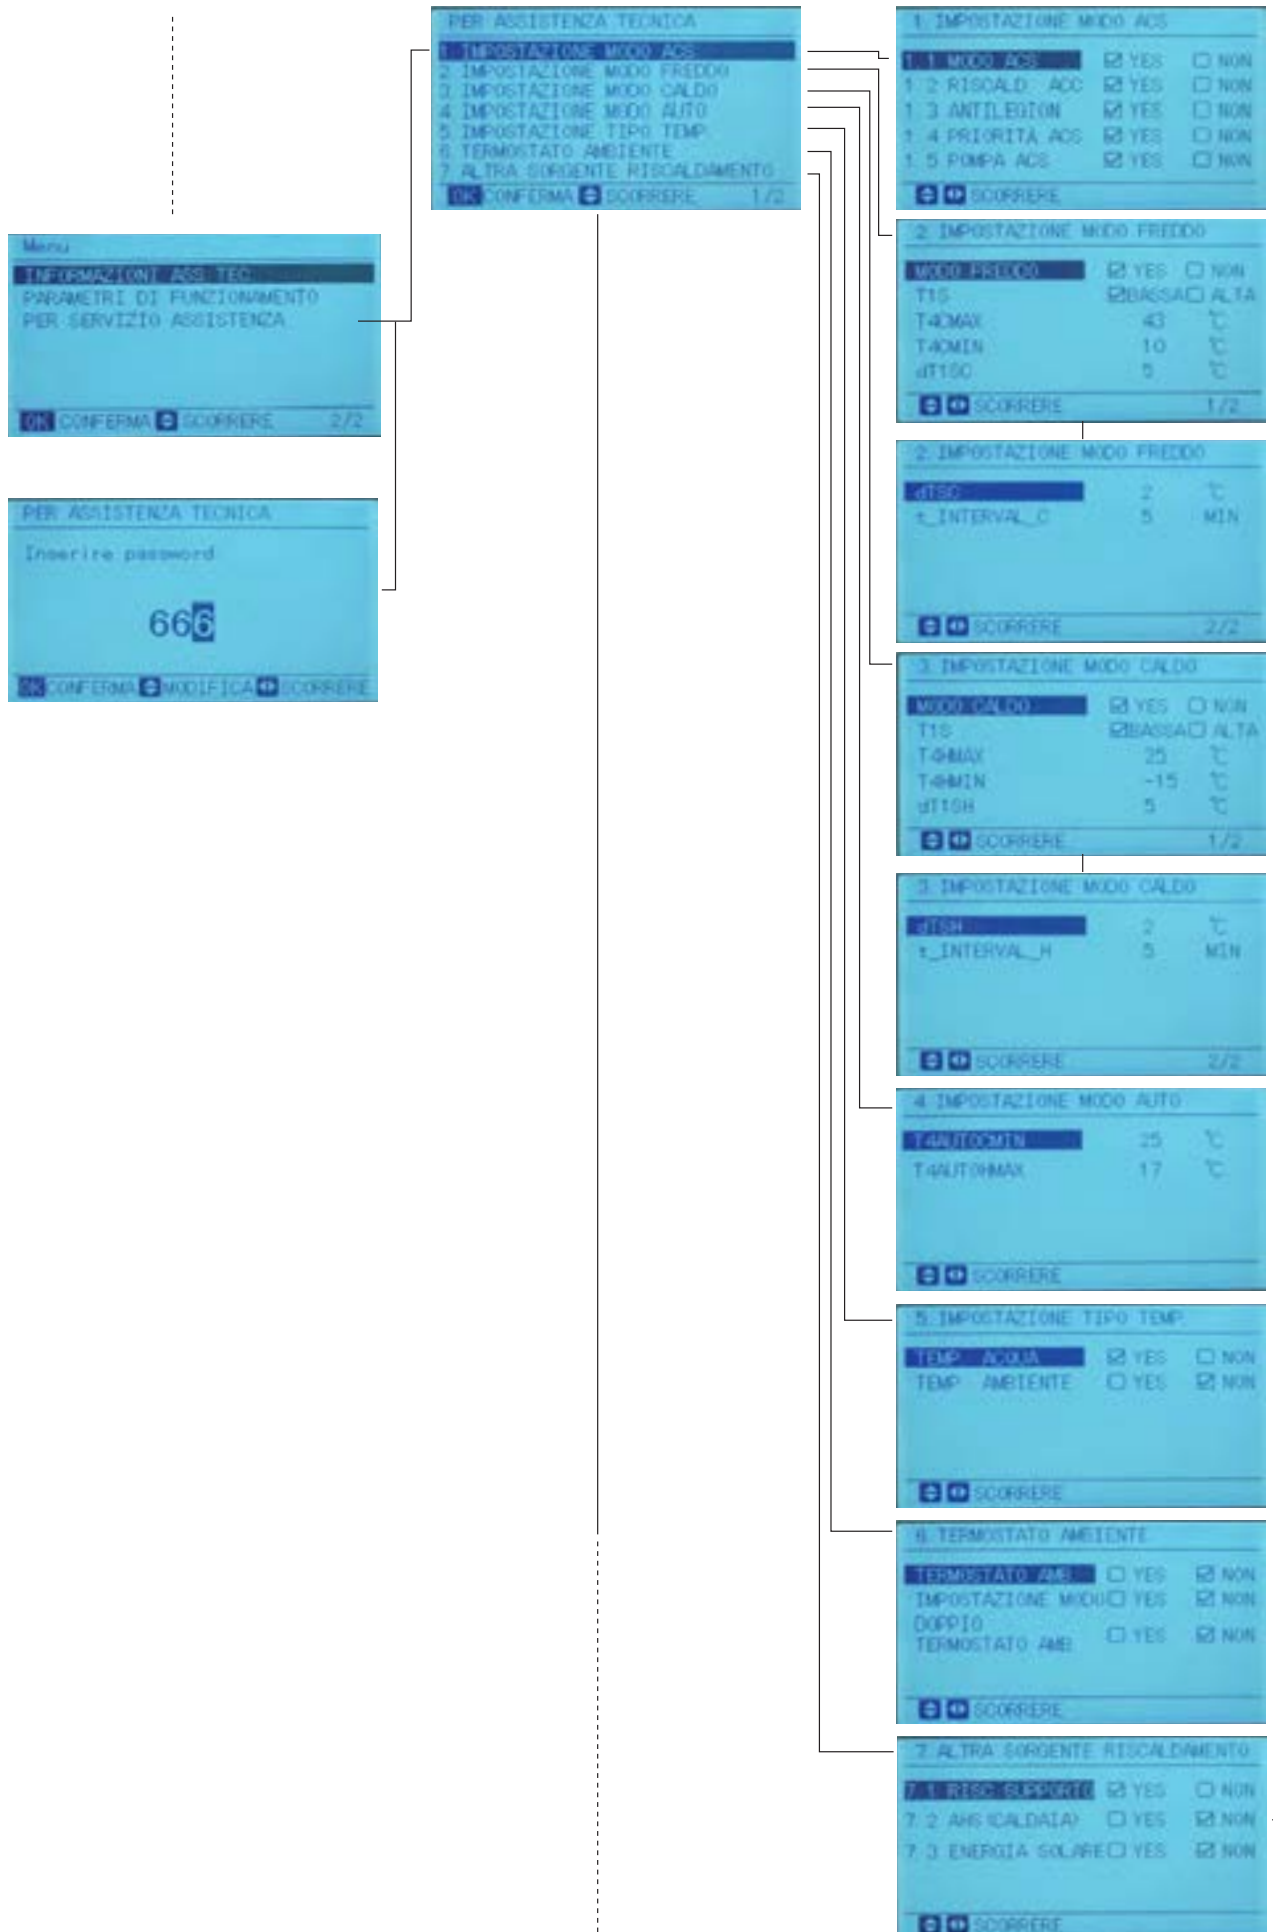 Menu
INFORMAZIONI ASS. TEC.
PARAMETRI DI FUNZIONAMENTO
PER SERVIZIO ASSISTENZA
OK CONFERMA SCORRERE 2/2
PER ASSISTENZA TECNICA
Inserire password
666
OK CONFERMA MODIFICA SCORRERE
PER ASSISTENZA TECNICA
1 IMPOSTAZIONE MODO ACS
2 IMPOSTAZIONE MODO FREDDO
3 IMPOSTAZIONE MODO CALDO
4 IMPOSTAZIONE MODO AUTO
5 IMPOSTAZIONE TIPO TEMP.
6 TERMOSTATO AMBIENTE
7 ALTRA SORGENTE RISCALDAMENTO
OK CONFERMA SCORRERE 1/2
1 IMPOSTAZIONE MODO ACS
1.1 MODO ACS YES NON
1.2 RISCALD. ACC YES NON
1.3 ANTILEGION YES NON
1.4 PRIORITA ACS YES NON
1.5 POMPA ACS YES NON
SCORRERE
2. IMPOSTAZIONE MODO FREDDO
MODO FREDDO YES NON
T1S BASSA ALTA
T4CMAX 43 ℃
T4CMIN 10 ℃
dT1SC 5 ℃
SCORRERE 1/2
2. IMPOSTAZIONE MODO FREDDO
dTSC 2 ℃
t_INTERVAL_C 5 MIN
SCORRERE 2/2
3. IMPOSTAZIONE MODO CALDO
MODO CALDO YES NON
T1S BASSA ALTA
T4HMAX 25 ℃
T4HMIN -15 ℃
dT1SH 5 ℃
SCORRERE 1/2
3. IMPOSTAZIONE MODO CALDO
dTSH 2 ℃
t_INTERVAL_H 5 MIN
SCORRERE 2/2
4 IMPOSTAZIONE MODO AUTO
T4AUTOCMIN 25 ℃
T4AUTOHMAX 17 ℃
SCORRERE
5. IMPOSTAZIONE TIPO TEMP.
TEMP. ACQUA YES NON
TEMP. AMBIENTE YES NON
SCORRERE
6. TERMOSTATO AMBIENTE
TERMOSTATO AMB. YES NON
IMPOSTAZIONE MODO YES NON
DOPPIO
TERMOSTATO AMB. YES NON
SCORRERE
7 ALTRA SORGENTE RISCALDAMENTO
7.1 RISC.SUPPORTO YES NON
7.2 AHS (CALDAIA) YES NON
7.3 ENERGIA SOLARE YES NON
SCORRERE